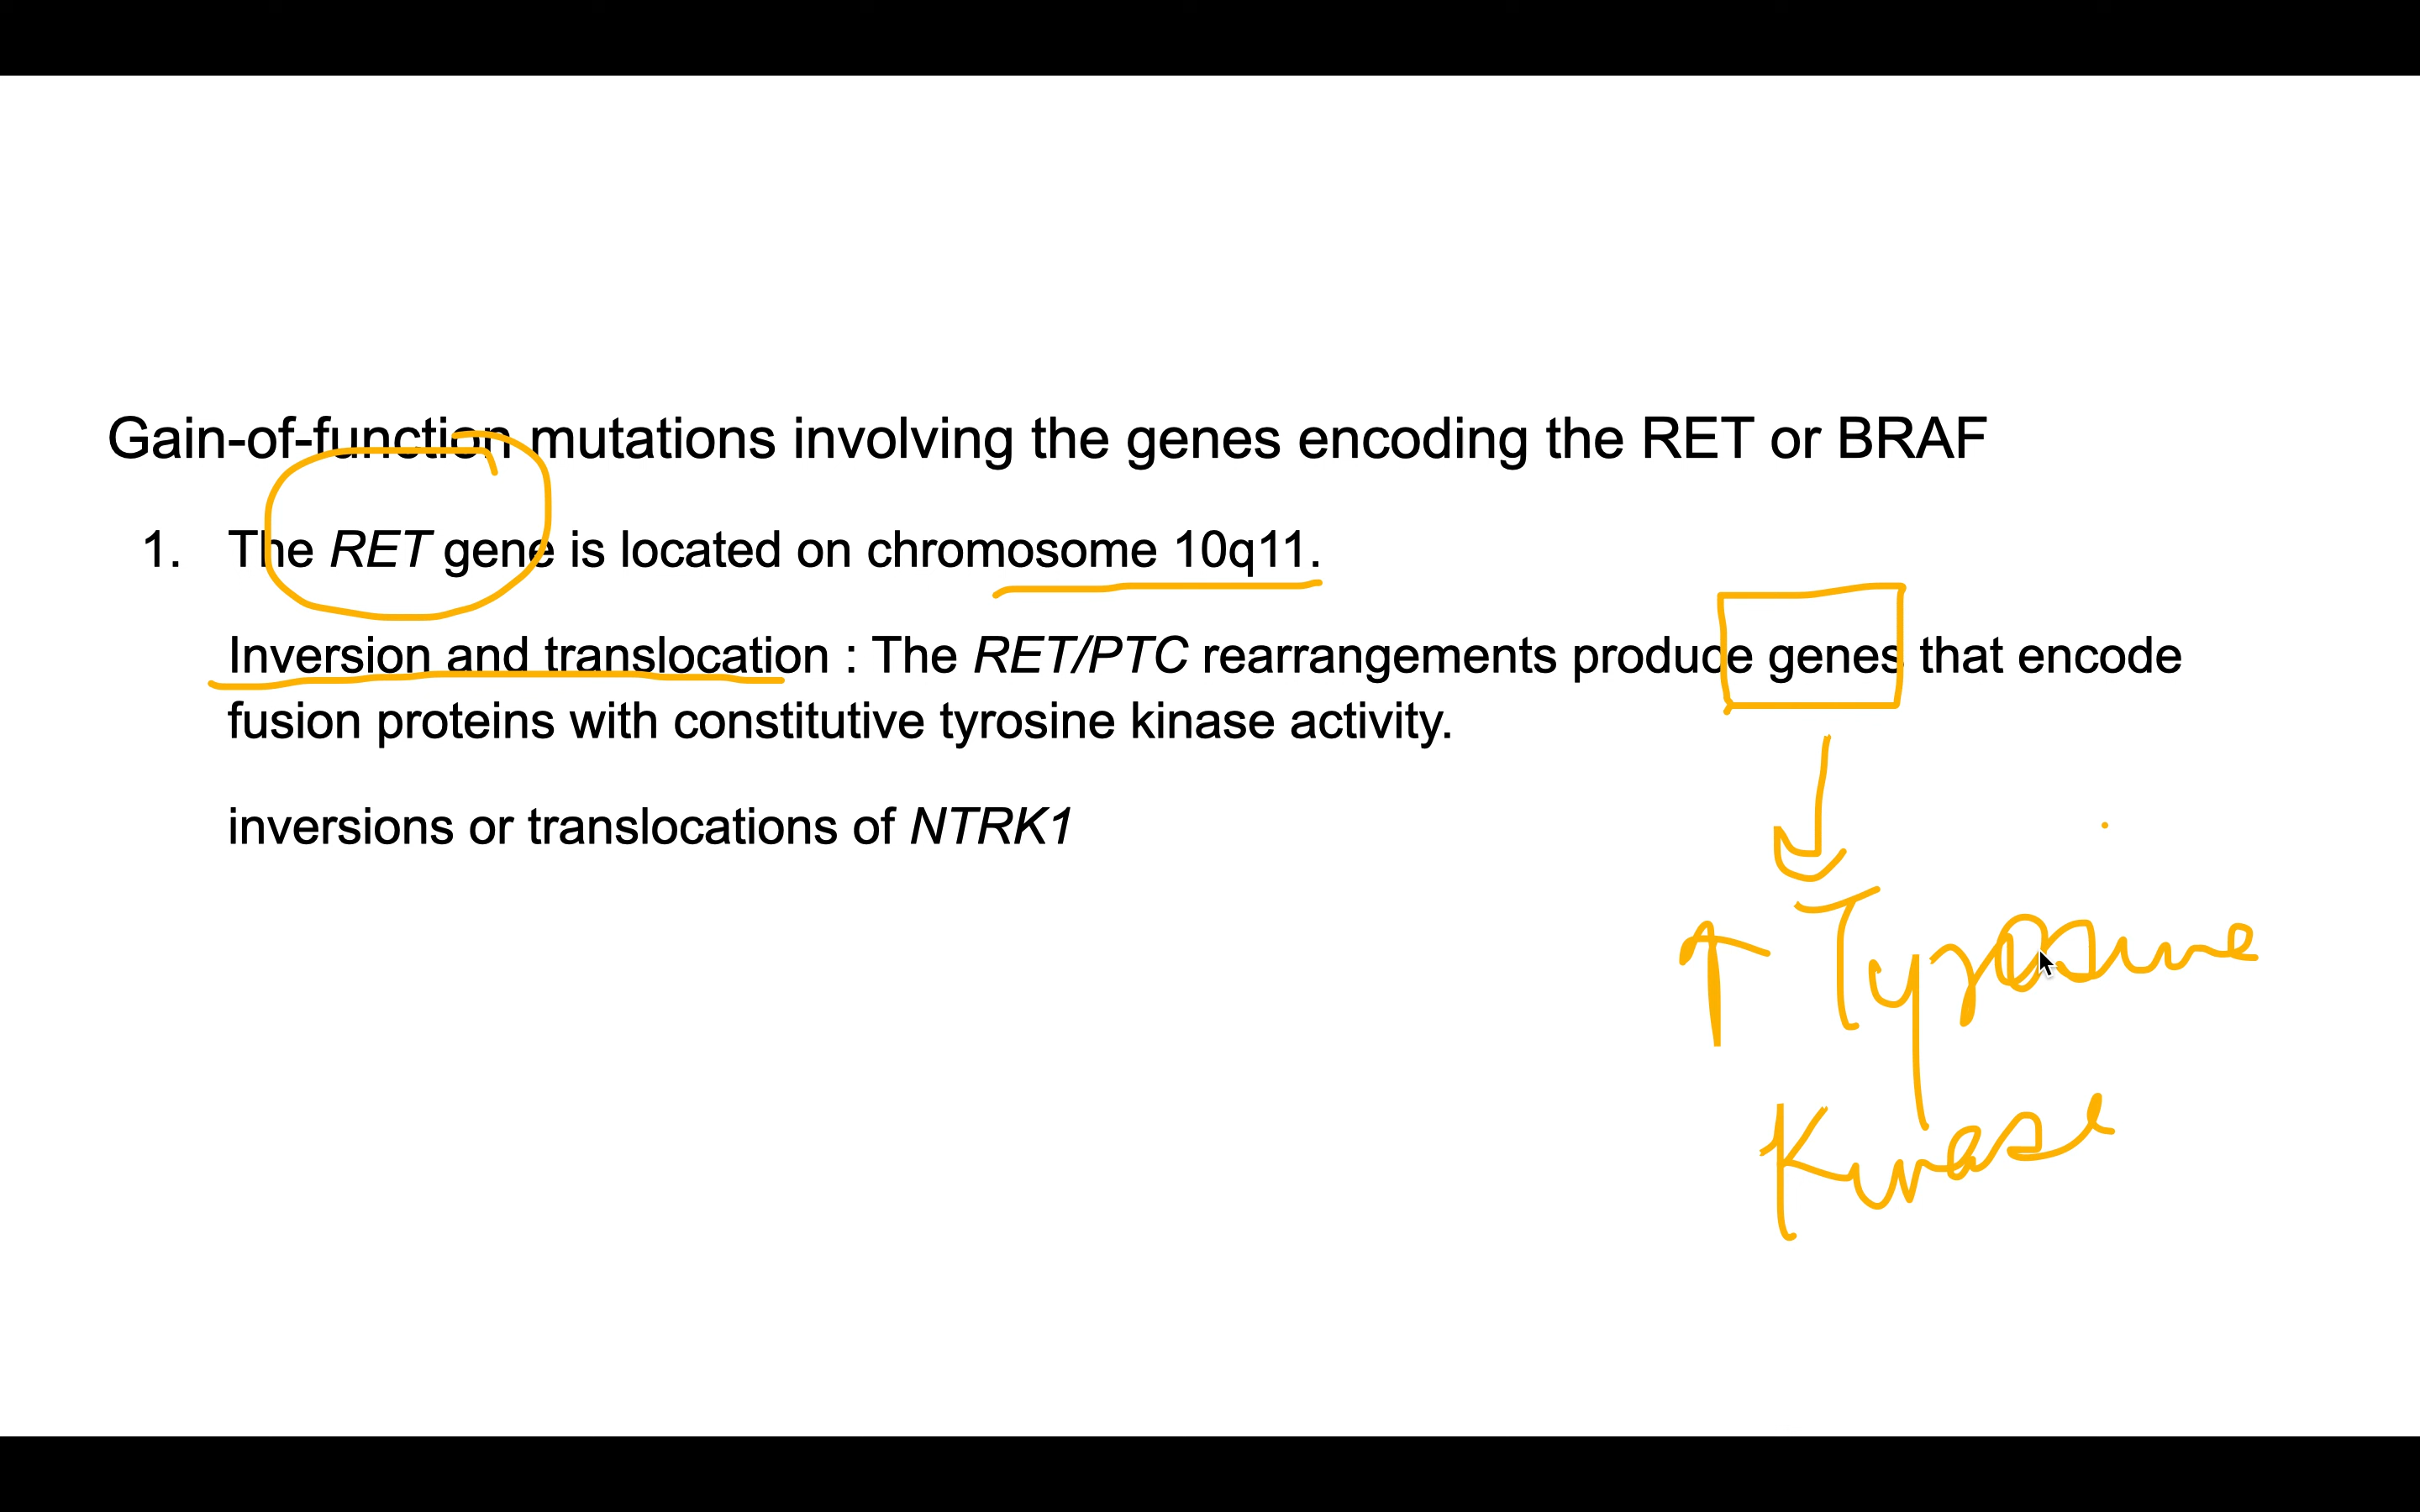 Gain-of-function mutations involving the genes encoding the RET or BRAF
1. The RET gene is located on chromosome 10q11.
Inversion and translocation : The RET/PTC rearrangements produce genes that encode
fusion proteins with constitutive tyrosine kinase activity.
inversions or translocations of NTRK1
↑ Tyrosine
Kinase